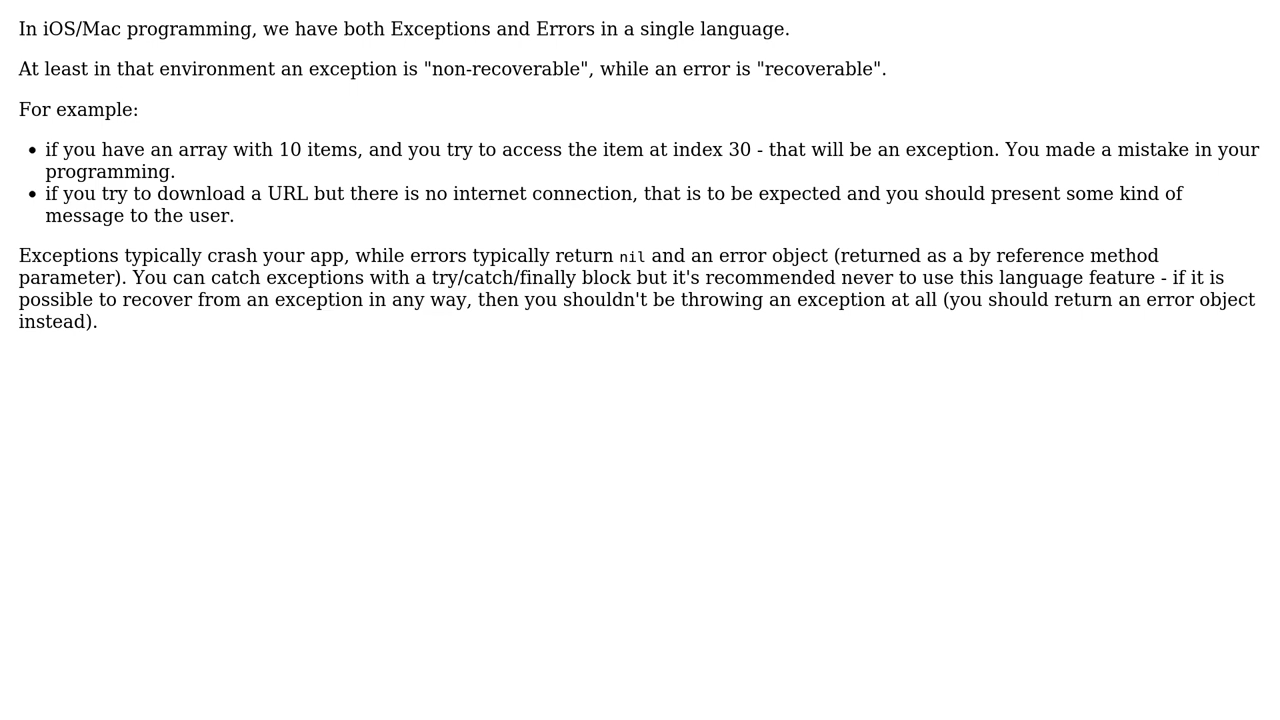 In iOS/Mac programming, we have both Exceptions and Errors in a single language.
At least in that environment an exception is "non-recoverable", while an error is "recoverable".
For example:
• if you have an array with 10 items, and you try to access the item at index 30 - that will be an exception. You made a mistake in your
programming.
• if you try to download a URL but there is no internet connection, that is to be expected and you should present some kind of
message to the user.
Exceptions typically crash your app, while errors typically return nil and an error object (returned as a by reference method
parameter). You can catch exceptions with a try/catch/finally block but it's recommended never to use this language feature - if it is
possible to recover from an exception in any way, then you shouldn't be throwing an exception at all (you should return an error object
instead).